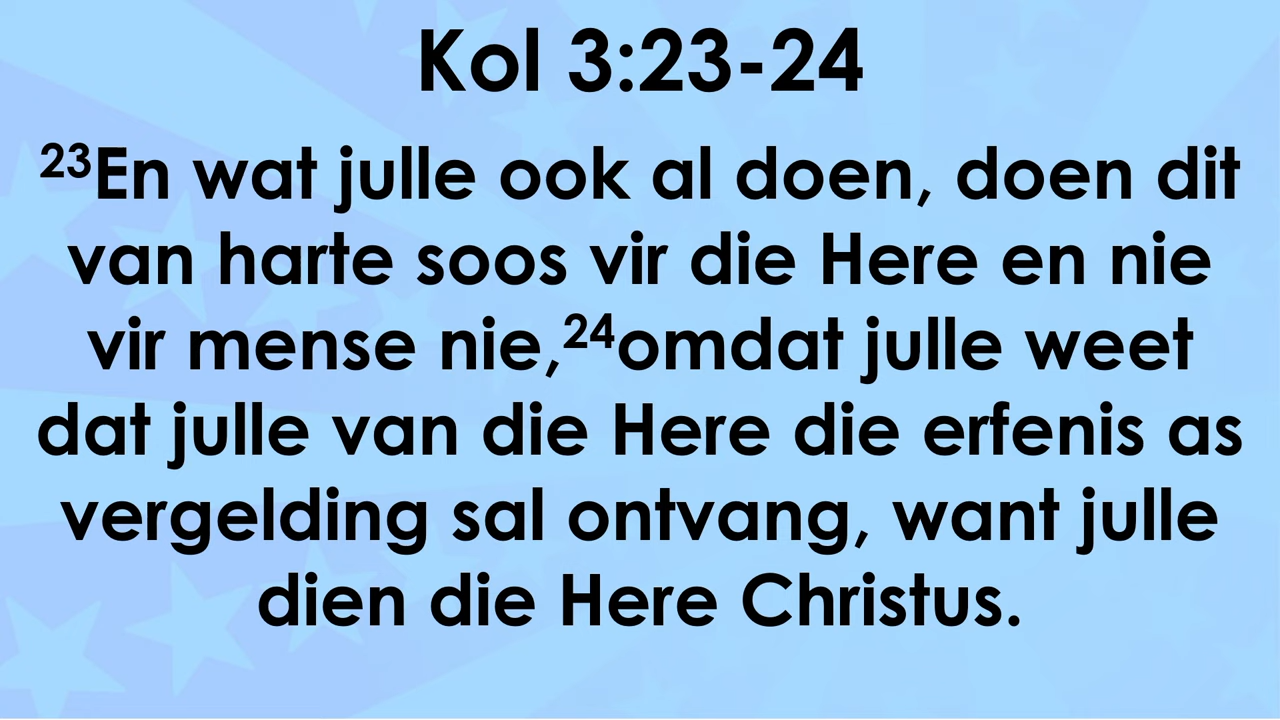 Kol 3:23-24
²³En wat julle ook al doen, doen dit
van harte soos vir die Here en nie
vir mense nie,²⁴omdat julle weet
dat julle van die Here die erfenis as
vergelding sal ontvang, want julle
dien die Here Christus.